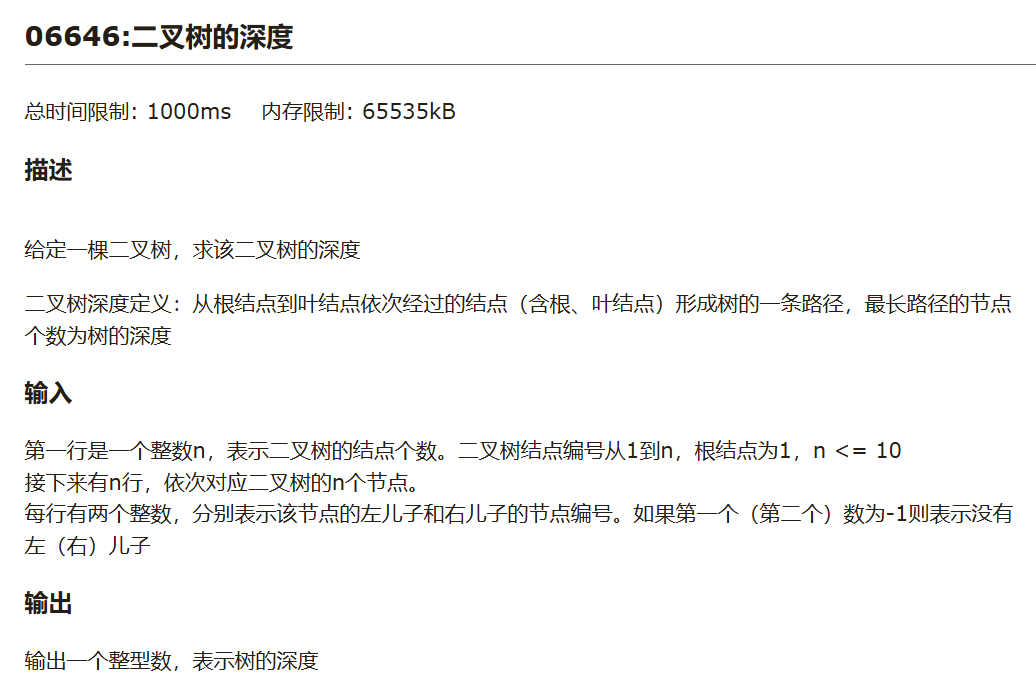 06646:二叉树的深度
总时间限制: 1000ms 内存限制: 65535kB
描述
给定一棵二叉树，求该二叉树的深度
二叉树深度定义：从根结点到叶结点依次经过的结点（含根、叶结点）形成树的一条路径，最长路径的节点
个数为树的深度
输入
第一行是一个整数n，表示二叉树的结点个数。二叉树结点编号从1到n，根结点为1，n <= 10
接下来有n行，依次对应二叉树的n个节点。
每行有两个整数，分别表示该节点的左儿子和右儿子的节点编号。如果第一个（第二个）数为-1则表示没有
左（右）儿子
输出
输出一个整型数，表示树的深度